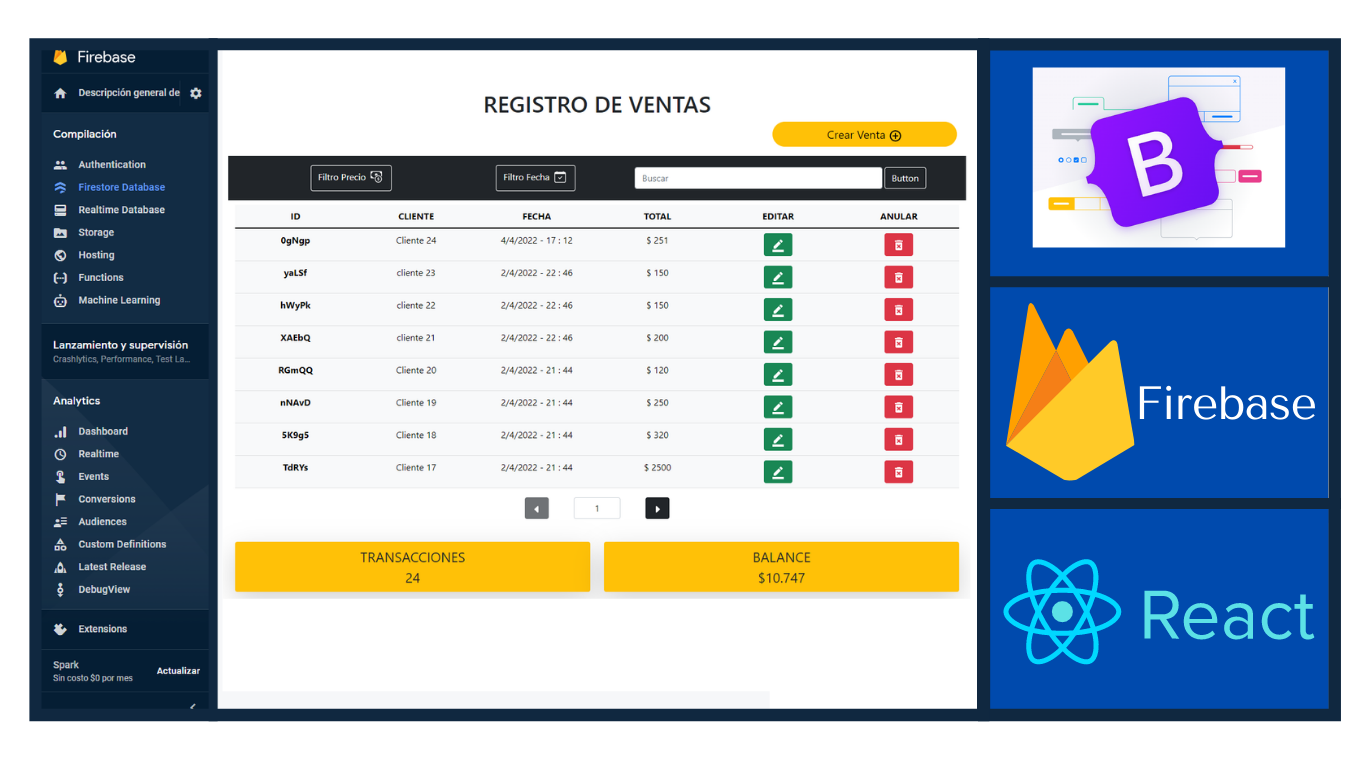 Firebase
Descripción general de
Compilación
Authentication
Firestore Database
Realtime Database
Storage
Hosting
Functions
Machine Learning
Lanzamiento y supervisión
Crashlytics, Performance, Test La...
Analytics
Dashboard
Realtime
Events
Conversions
Audiences
Custom Definitions
Latest Release
DebugView
Extensions
Spark
Sin costo $0 por mes
Actualizar
REGISTRO DE VENTAS
Crear Venta
Filtro Precio
Filtro Fecha
Buscar
Button
ID CLIENTE FECHA TOTAL EDITAR ANULAR
0gNgp Cliente 24 4/4/2022 - 17 : 12 $ 251
yaLSf cliente 23 2/4/2022 - 22 : 46 $ 150
hWyPk cliente 22 2/4/2022 - 22 : 46 $ 150
XAEbQ cliente 21 2/4/2022 - 22 : 46 $ 200
RGmQQ Cliente 20 2/4/2022 - 21 : 44 $ 120
nNAvD Cliente 19 2/4/2022 - 21 : 44 $ 250
5K9g5 Cliente 18 2/4/2022 - 21 : 44 $ 320
TdRYs Cliente 17 2/4/2022 - 21 : 44 $ 2500
1
TRANSACCIONES
24
BALANCE
$10.747
B
Firebase
React